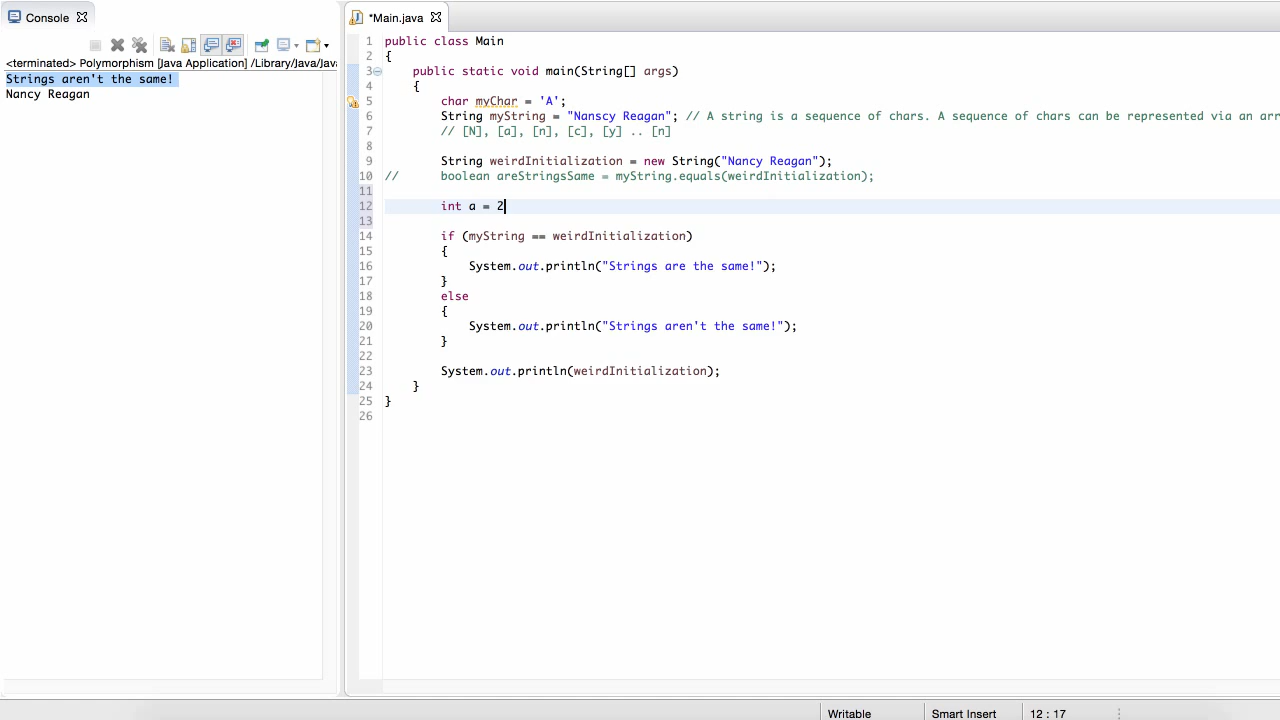 Console
*Main.java
<terminated> Polymorphism [Java Application] /Library/Java/Jav
Strings aren't the same!
Nancy Reagan
1 public class Main
2 {
3 public static void main(String[] args)
4 {
5 char myChar = 'A';
6 String myString = "Nanscy Reagan"; // A string is a sequence of chars. A sequence of chars can be represented via an arr
7 // [N], [a], [n], [c], [y] .. [n]
8
9 String weirdInitialization = new String("Nancy Reagan");
10 // boolean areStringsSame = myString.equals(weirdInitialization);
11
12 int a = 2
13
14 if (myString == weirdInitialization)
15 {
16 System.out.println("Strings are the same!");
17 }
18 else
19 {
20 System.out.println("Strings aren't the same!");
21 }
22
23 System.out.println(weirdInitialization);
24 }
25 }
26
Writable
Smart Insert
12 : 17